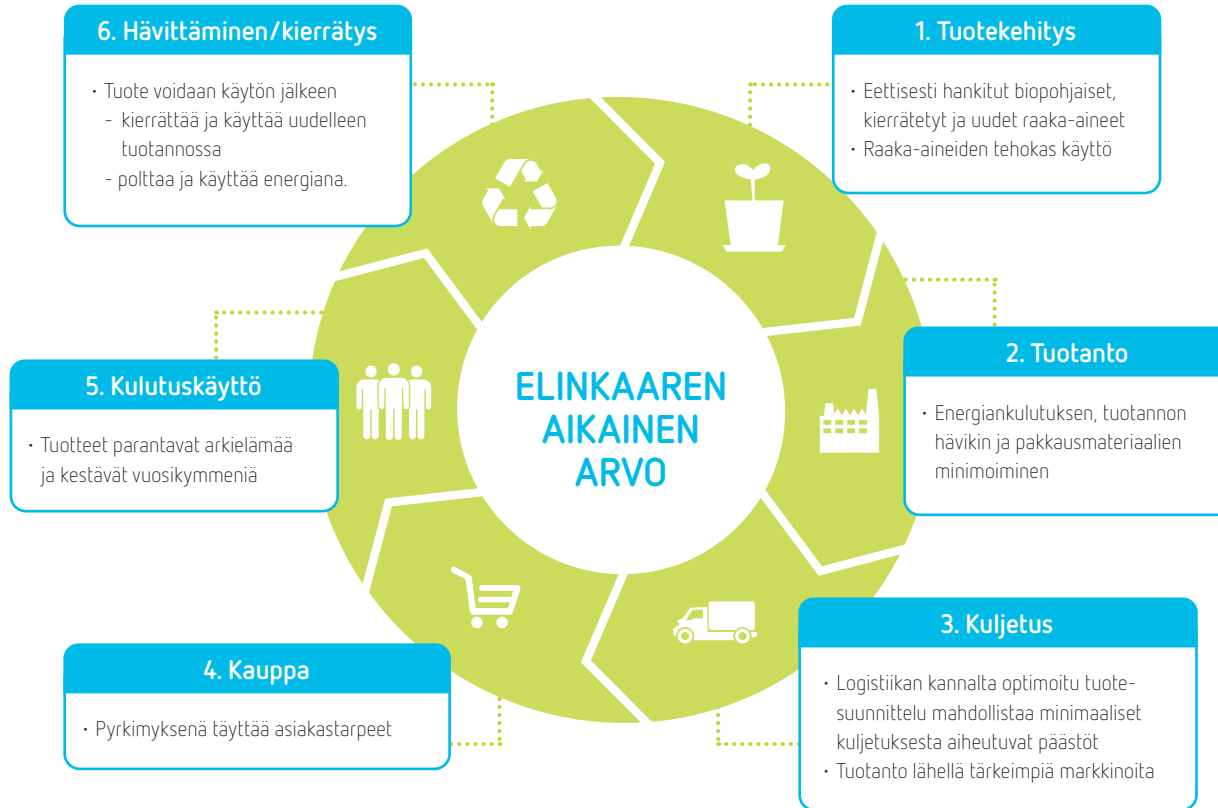 6. Hävittäminen/kierrätys
• Tuote voidaan käytön jälkeen
- kierrättää ja käyttää uudelleen
tuotannossa
- polttaa ja käyttää energiana.
1. Tuotekehitys
• Eettisesti hankitut biopohjaiset,
kierrätetyt ja uudet raaka-aineet
• Raaka-aineiden tehokas käyttö
2. Tuotanto
• Energiankulutuksen, tuotannon
hävikin ja pakkausmateriaalien
minimoiminen
ELINKAAREN
AIKAINEN
ARVO
5. Kulutuskäyttö
• Tuotteet parantavat arkielämää
ja kestävät vuosikymmeniä
3. Kuljetus
• Logistiikan kannalta optimoitu tuote-
suunnittelu mahdollistaa minimaaliset
kuljetuksesta aiheutuvat päästöt
• Tuotanto lähellä tärkeimpiä markkinoita
4. Kauppa
• Pyrkimyksenä täyttää asiakastarpeet